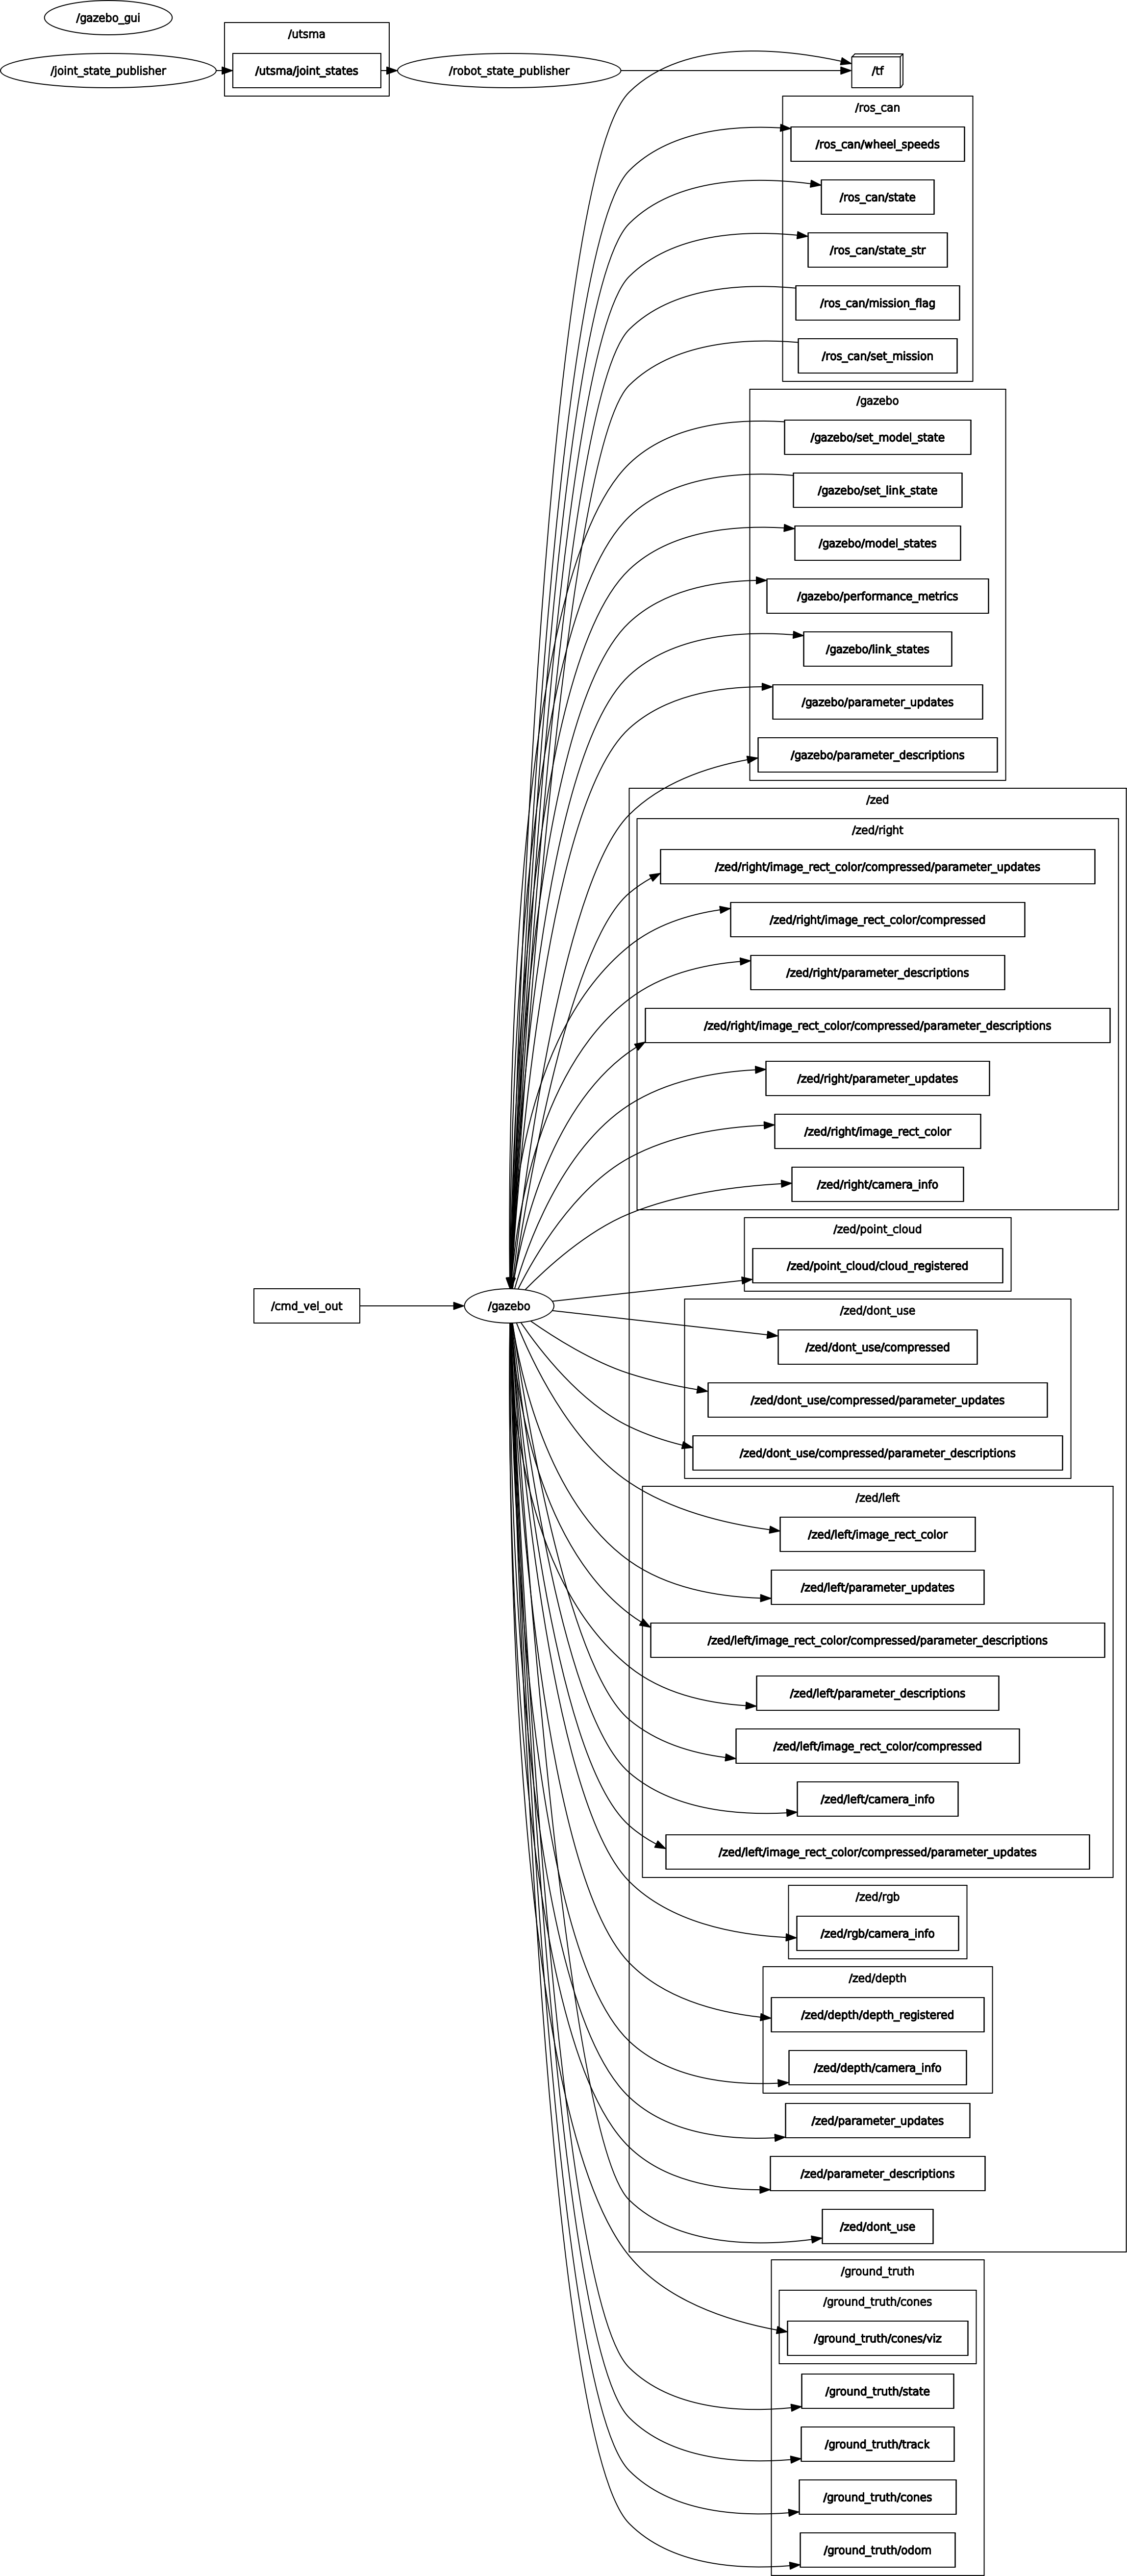 /gazebo_gui
/utsma
/joint_state_publisher
/utsma/joint_states
/robot_state_publisher
/tf
/ros_can
/ros_can/wheel_speeds
/ros_can/state
/ros_can/state_str
/ros_can/mission_flag
/ros_can/set_mission
/gazebo
/gazebo/set_model_state
/gazebo/set_link_state
/gazebo/model_states
/gazebo/performance_metrics
/gazebo/link_states
/gazebo/parameter_updates
/gazebo/parameter_descriptions
/zed
/zed/right
/zed/right/image_rect_color/compressed/parameter_updates
/zed/right/image_rect_color/compressed
/zed/right/parameter_descriptions
/zed/right/image_rect_color/compressed/parameter_descriptions
/zed/right/parameter_updates
/zed/right/image_rect_color
/zed/right/camera_info
/zed/point_cloud
/zed/point_cloud/cloud_registered
/cmd_vel_out
/gazebo
/zed/dont_use
/zed/dont_use/compressed
/zed/dont_use/compressed/parameter_updates
/zed/dont_use/compressed/parameter_descriptions
/zed/left
/zed/left/image_rect_color
/zed/left/parameter_updates
/zed/left/image_rect_color/compressed/parameter_descriptions
/zed/left/parameter_descriptions
/zed/left/image_rect_color/compressed
/zed/left/camera_info
/zed/left/image_rect_color/compressed/parameter_updates
/zed/rgb
/zed/rgb/camera_info
/zed/depth
/zed/depth/depth_registered
/zed/depth/camera_info
/zed/parameter_updates
/zed/parameter_descriptions
/zed/dont_use
/ground_truth
/ground_truth/cones
/ground_truth/cones/viz
/ground_truth/state
/ground_truth/track
/ground_truth/cones
/ground_truth/odom